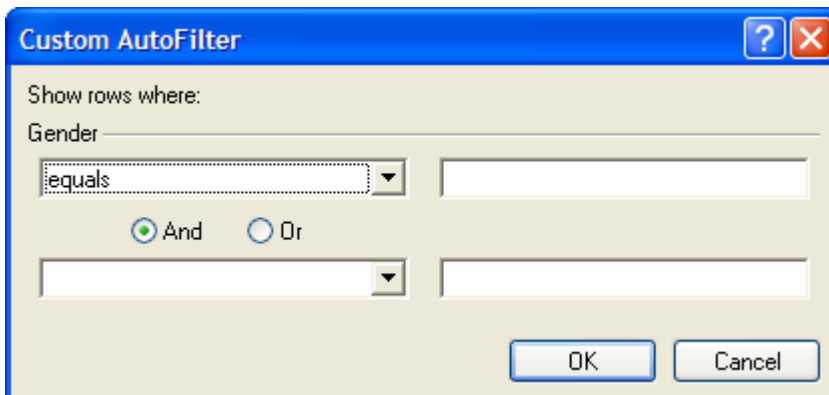 Custom AutoFilter
Show rows where:
Gender
equals
And Or
OK Cancel